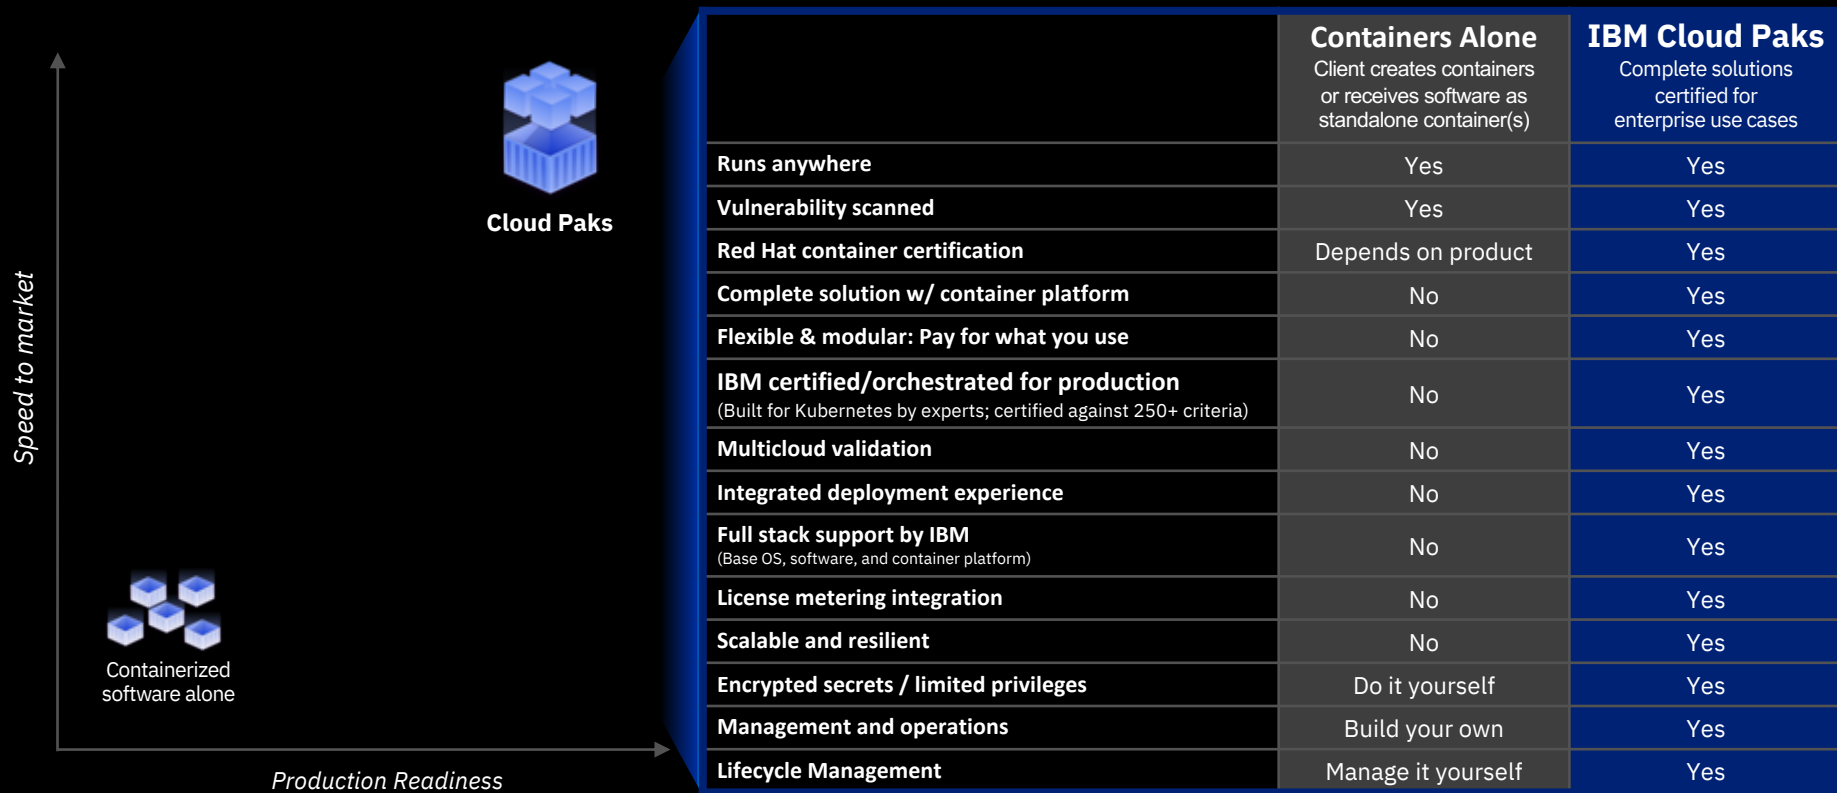 Speed to market
Cloud Paks
Containerized
software alone
Production Readiness
Containers Alone
Client creates containers
or receives software as
standalone container(s)
IBM Cloud Paks
Complete solutions
certified for
enterprise use cases
Runs anywhere Yes Yes
Vulnerability scanned Yes Yes
Red Hat container certification Depends on product Yes
Complete solution w/ container platform No Yes
Flexible & modular: Pay for what you use No Yes
IBM certified/orchestrated for production
(Built for Kubernetes by experts; certified against 250+ criteria) No Yes
Multicloud validation No Yes
Integrated deployment experience No Yes
Full stack support by IBM
(Base OS, software, and container platform) No Yes
License metering integration No Yes
Scalable and resilient No Yes
Encrypted secrets / limited privileges Do it yourself Yes
Management and operations Build your own Yes
Lifecycle Management Manage it yourself Yes